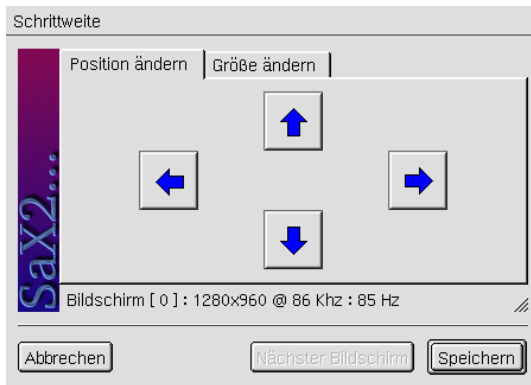 Schrittweite
Position ändern
Größe ändern
SaX2...
Bildschirm [ 0 ] : 1280x960 @ 86 Khz : 85 Hz
Abbrechen
Nächster Bildschirm
Speichern